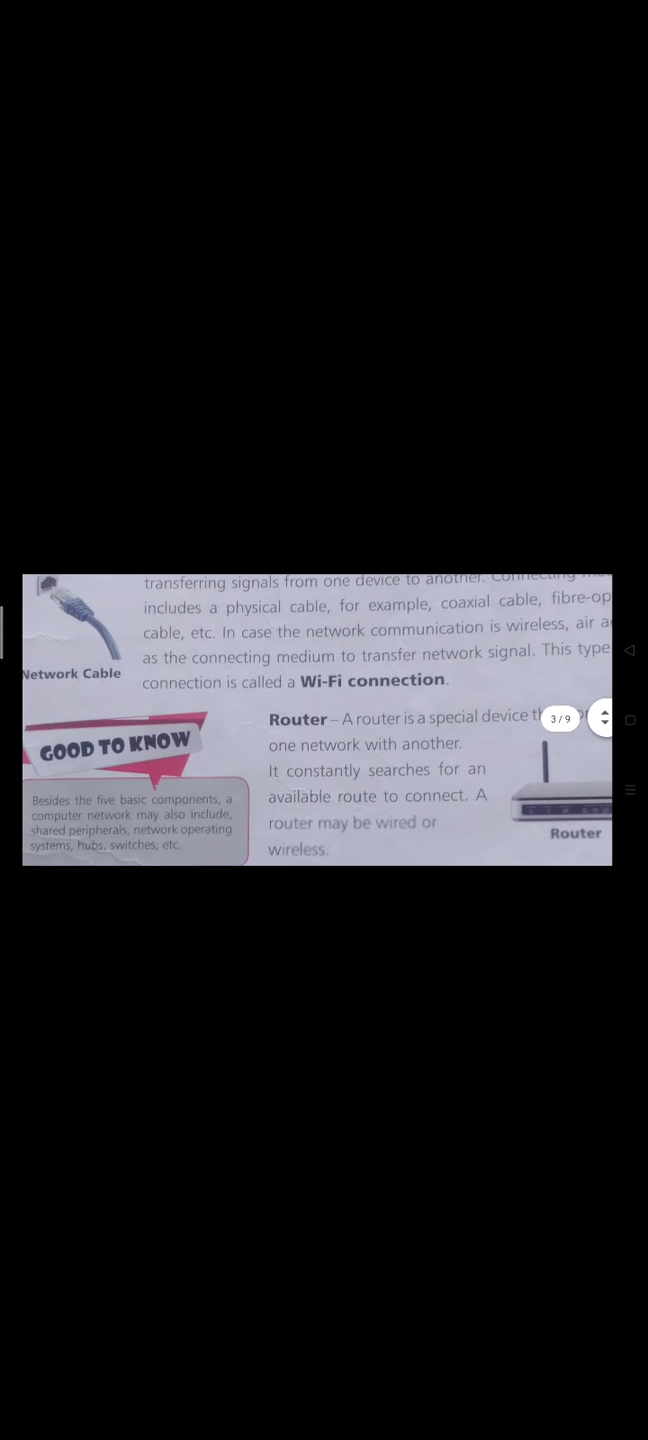 transferring signals from one device to another. Connecting
includes a physical cable, for example, coaxial cable, fibre-op
cable, etc. In case the network communication is wireless, air a
as the connecting medium to transfer network signal. This type
connection is called a Wi-Fi connection.
Network Cable
GOOD TO KNOW
Besides the five basic components, a
computer network may also include,
shared peripherals, network operating
systems, hubs, switches, etc.
Router – A router is a special device
one network with another.
It constantly searches for an
available route to connect. A
router may be wired or
wireless.
Router
3 / 9